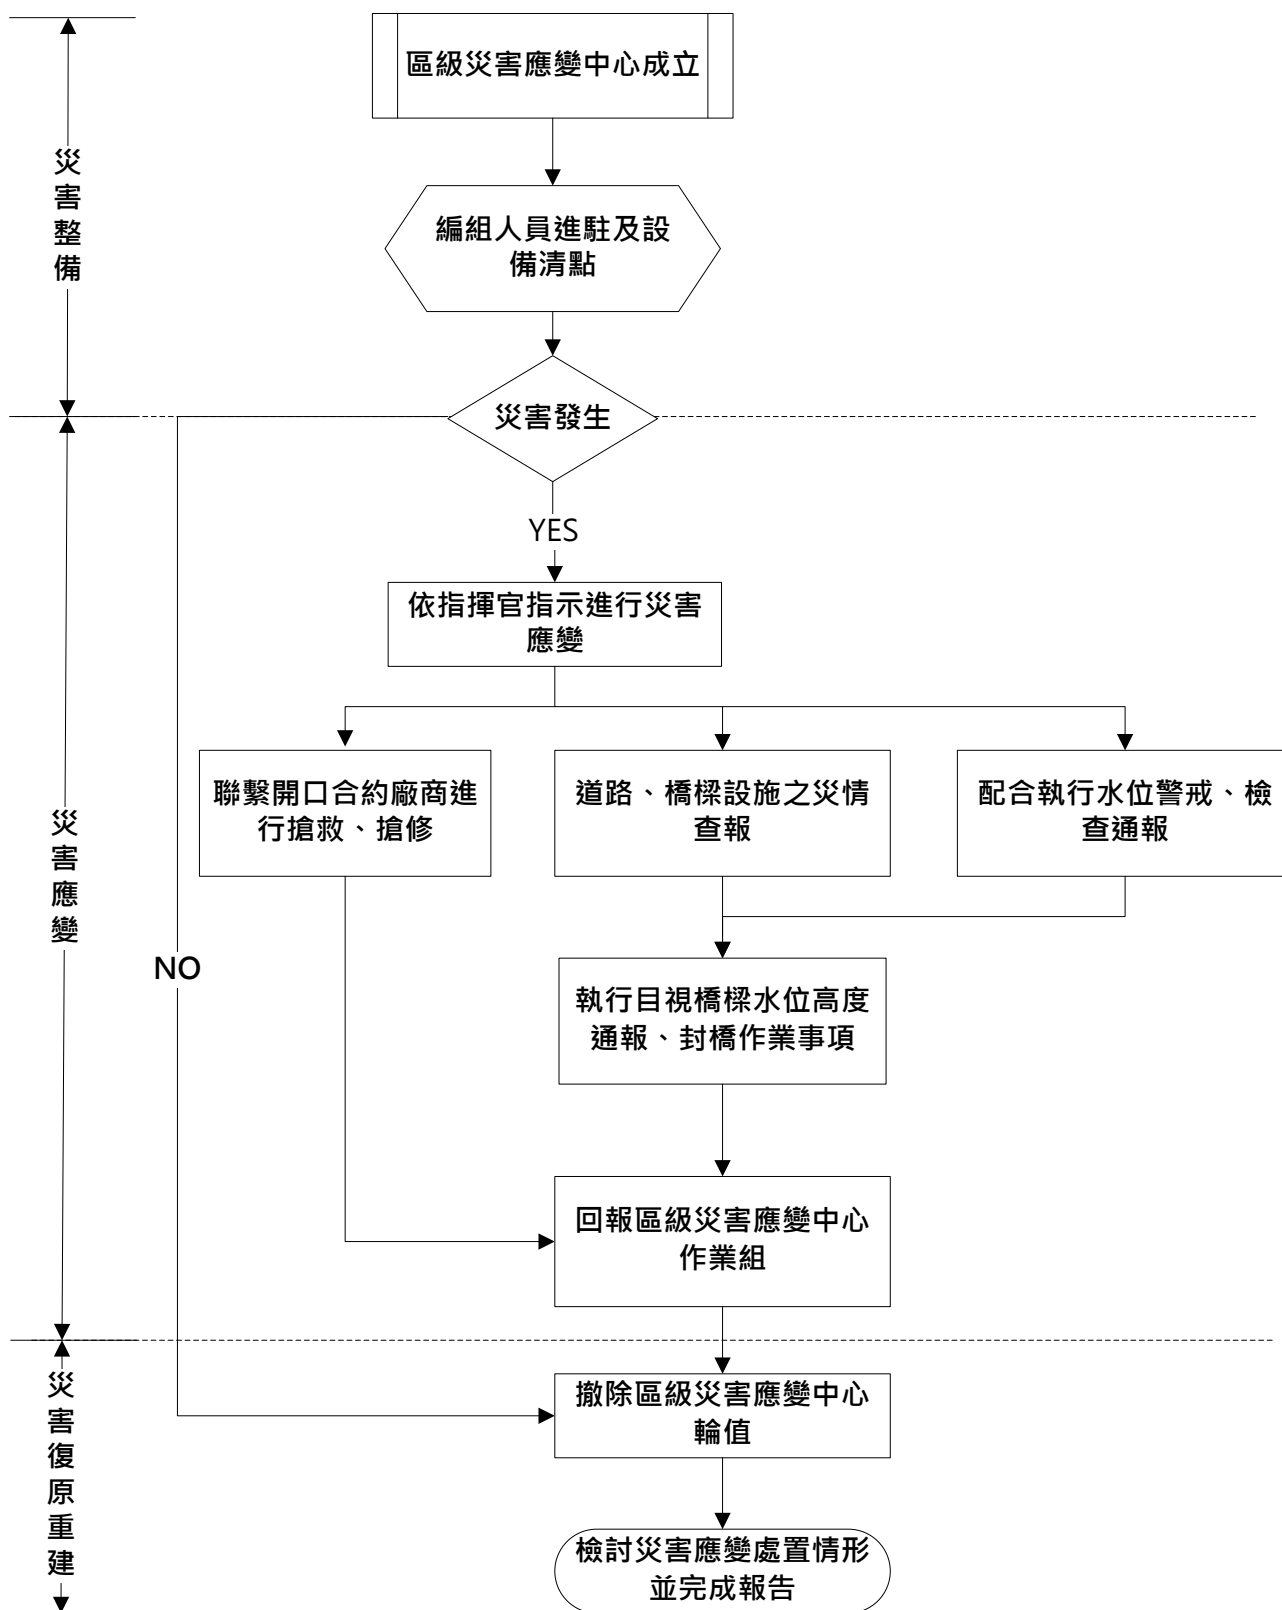 區級災害應變中心成立
災害整備
編組人員進駐及設
備清點
災害發生
YES
依指揮官指示進行災害
應變
災害應變
聯繫開口合約廠商進
行搶救、搶修
道路、橋樑設施之災情
查報
配合執行水位警戒、檢
查通報
NO
執行目視橋樑水位高度
通報、封橋作業事項
回報區級災害應變中心
作業組
災害復原重建
撤除區級災害應變中心
輪值
檢討災害應變處置情形
並完成報告